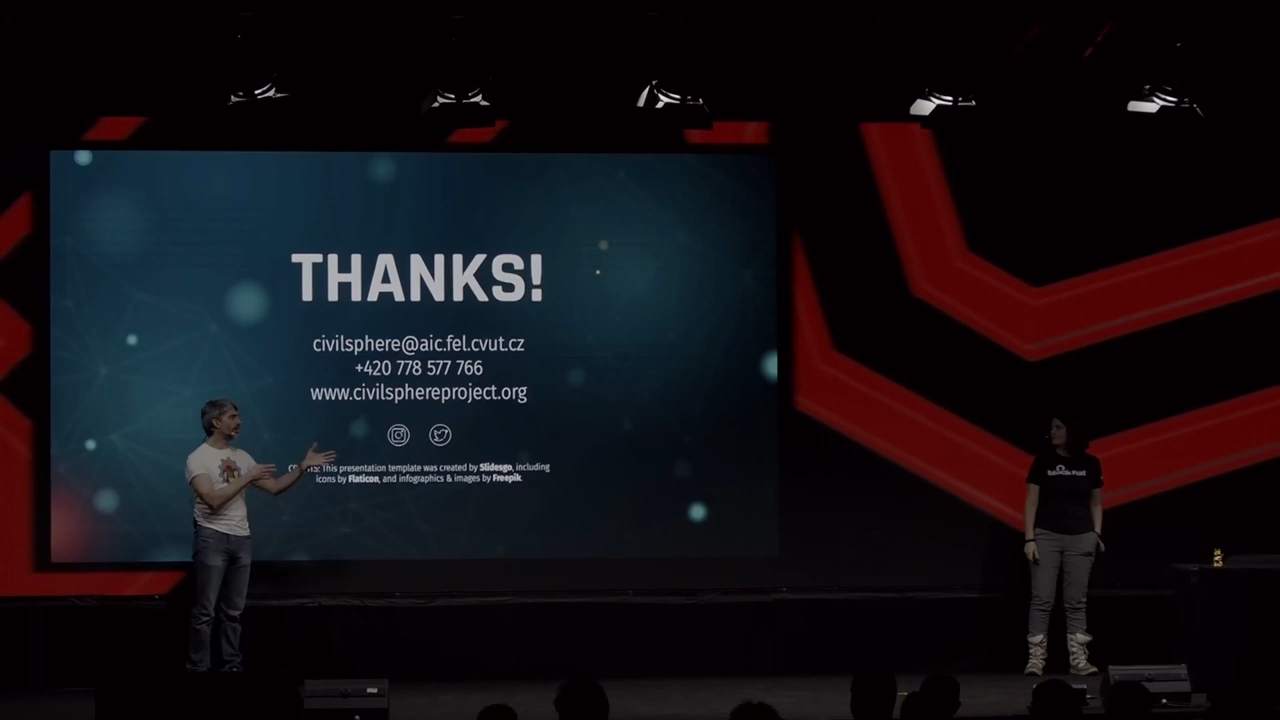 THANKS!
civilsphere@aic.fel.cvut.cz
+420 778 577 766
www.civilsphereproject.org
This presentation template was created by Slidesgo, including
icons by Flaticon, and infographics & images by Freepik.